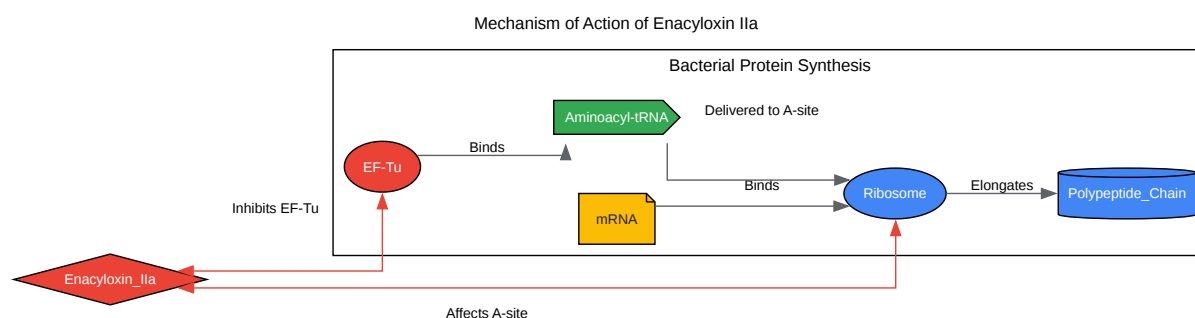 Mechanism of Action of Enacyloxin IIa
Bacterial Protein Synthesis
Aminoacyl-tRNA
Delivered to A-site
EF-Tu
Binds
Binds
Ribosome
Elongates
Polypeptide_Chain
mRNA
Inhibits EF-Tu
Enacyloxin_IIa
Affects A-site